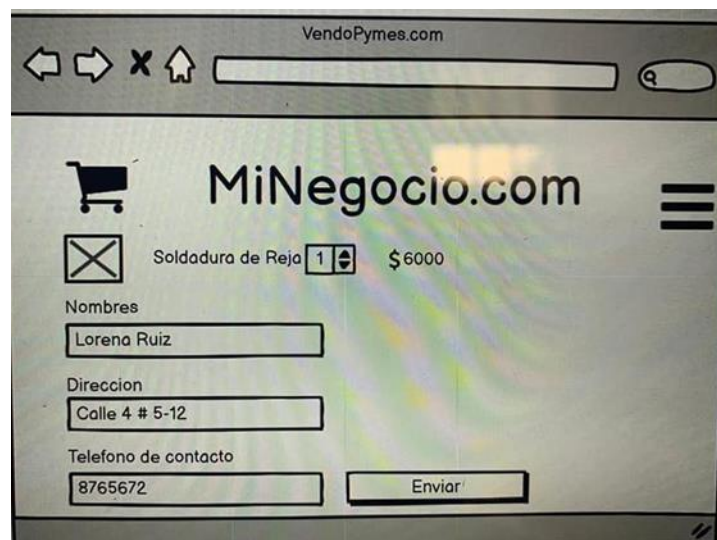 VendoPymes.com
MiNegocio.com
Soldadura de Reja 1 $6000
Nombres
Lorena Ruiz
Direccion
Calle 4 # 5-12
Telefono de contacto
8765672 Enviar